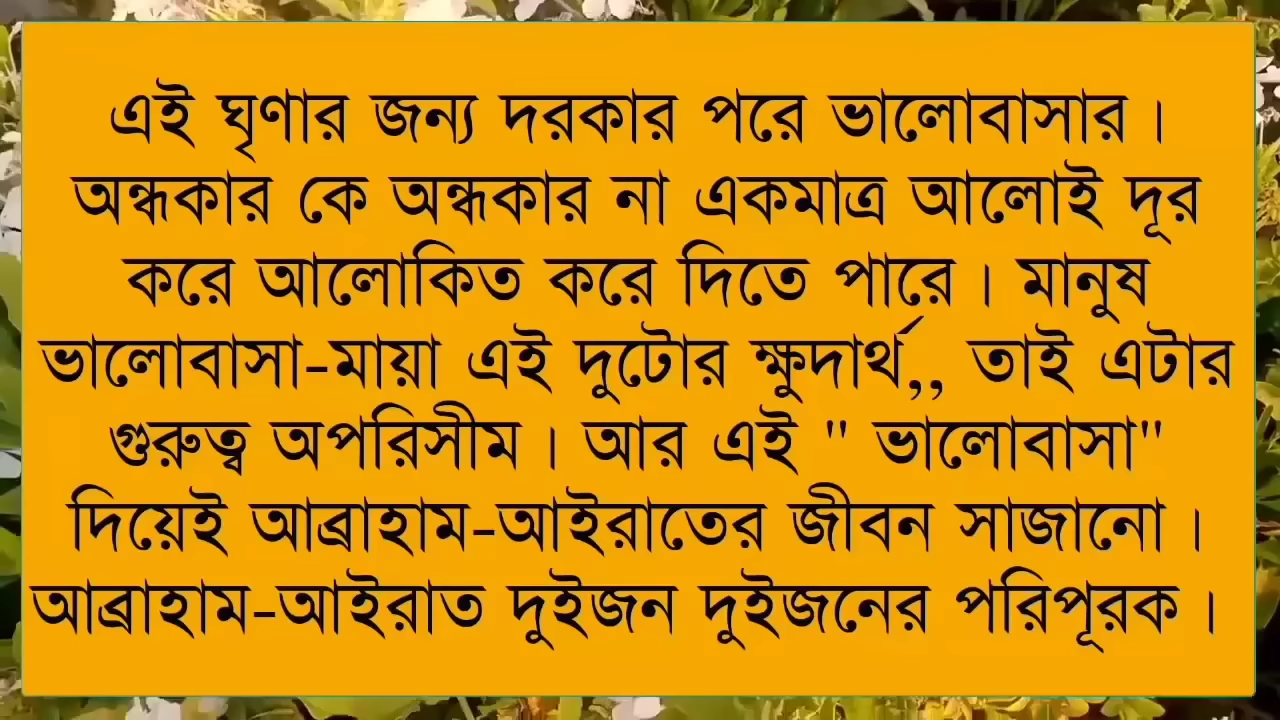 এই ঘৃণার জন্য দরকার পরে ভালোবাসার।
অন্ধকার কে অন্ধকার না একমাত্র আলোই দূর
করে আলোকিত করে দিতে পারে। মানুষ
ভালোবাসা-মায়া এই দুটোর ক্ষুদার্থ,, তাই এটার
গুরুত্ব অপরিসীম। আর এই " ভালোবাসা"
দিয়েই আব্রাহাম-আইরাতের জীবন সাজানো।
আব্রাহাম-আইরাত দুইজন দুইজনের পরিপূরক।